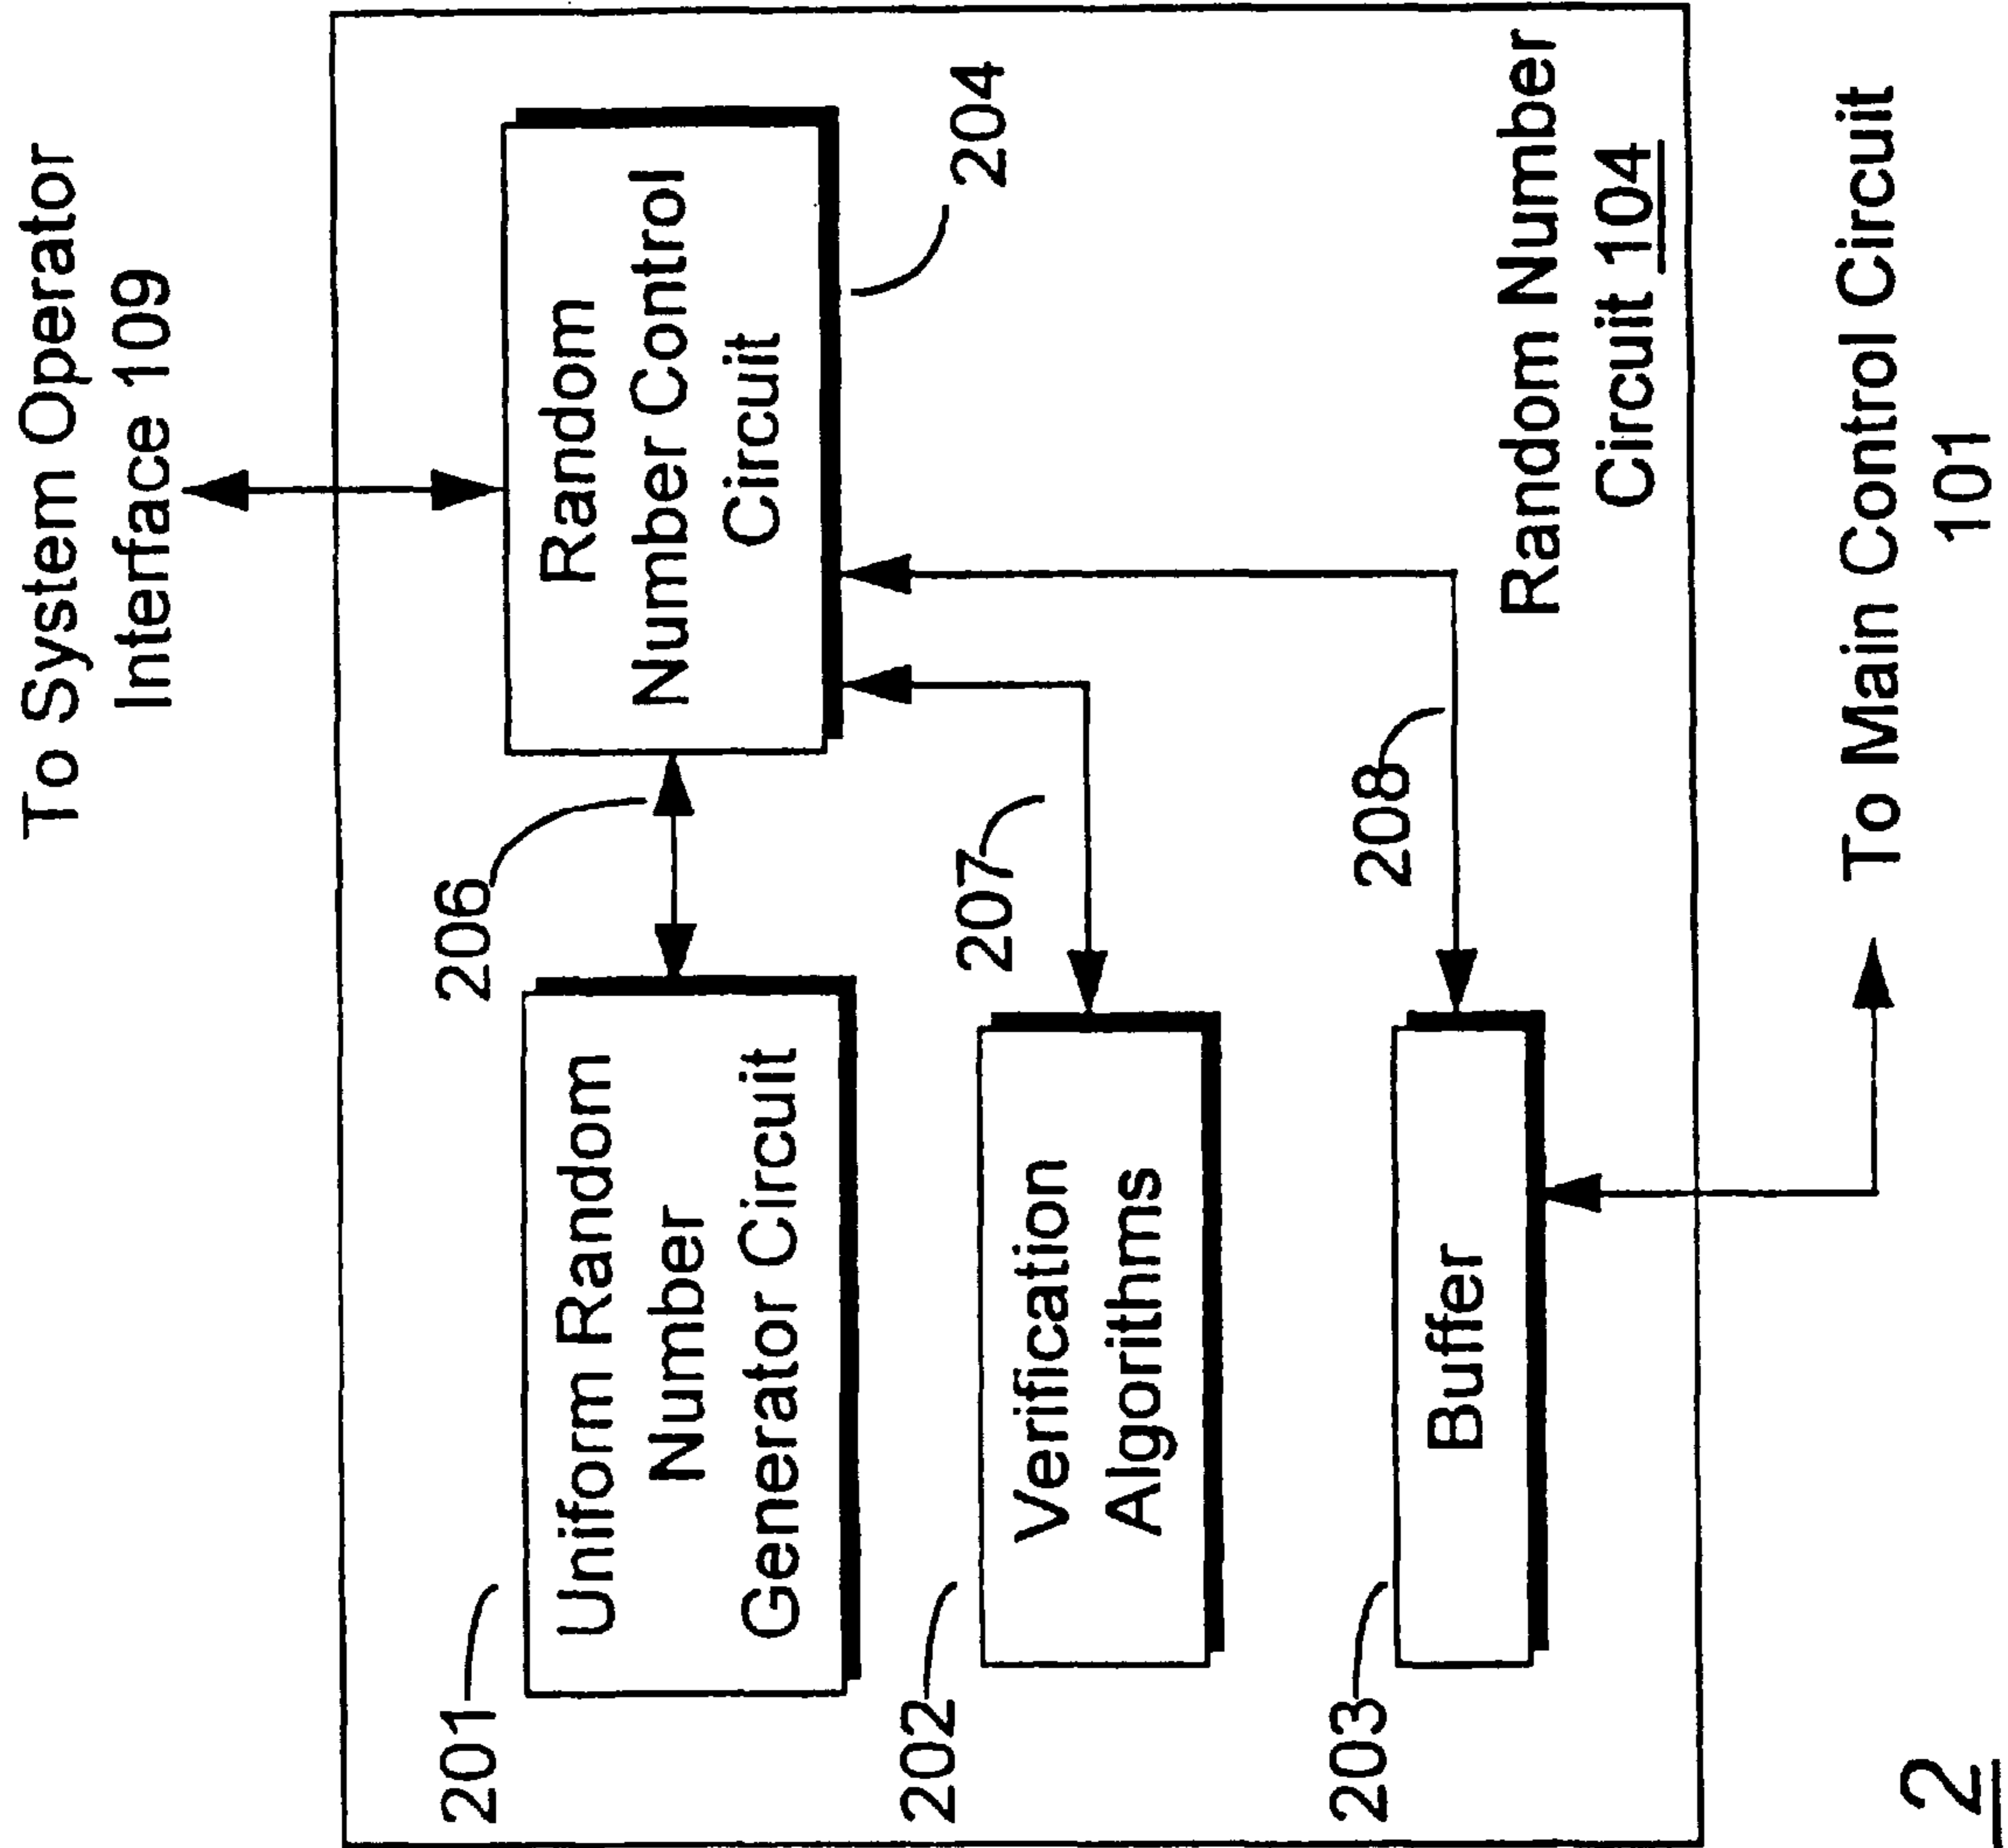 To System Operator
Interface 109
201
Uniform Random
Number
Generator Circuit
206
Random
Number Control
Circuit
204
202
Verification
Algorithms
207
203
Buffer
208
Random Number
Circuit 104
To Main Control Circuit
101
2